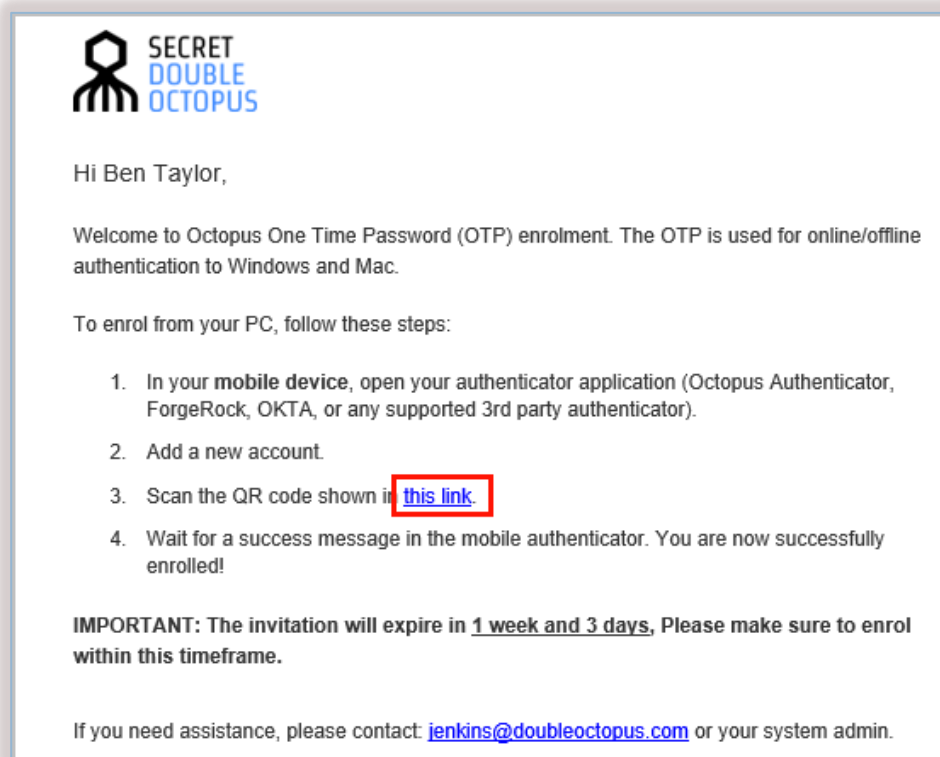 SECRET
DOUBLE
OCTOPUS
Hi Ben Taylor,
Welcome to Octopus One Time Password (OTP) enrolment. The OTP is used for online/offline
authentication to Windows and Mac.
To enrol from your PC, follow these steps:
1. In your mobile device, open your authenticator application (Octopus Authenticator,
ForgeRock, OKTA, or any supported 3rd party authenticator).
2. Add a new account.
3. Scan the QR code shown in this link.
4. Wait for a success message in the mobile authenticator. You are now successfully
enrolled!
IMPORTANT: The invitation will expire in 1 week and 3 days, Please make sure to enrol
within this timeframe.
If you need assistance, please contact: jenkins@doubleoctopus.com or your system admin.